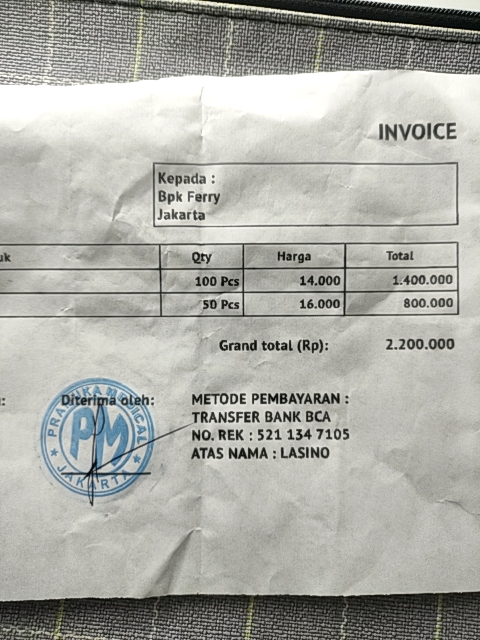 INVOICE
Kepada :
Bpk Ferry
Jakarta
uk Qty Harga Total
100 Pcs 14.000 1.400.000
50 Pcs 16.000 800.000
Grand total (Rp): 2.200.000
: Diterima oleh:
PRATIKA MEDICAL
PM
JAKARTA
METODE PEMBAYARAN :
TRANSFER BANK BCA
NO. REK : 521 134 7105
ATAS NAMA : LASINO